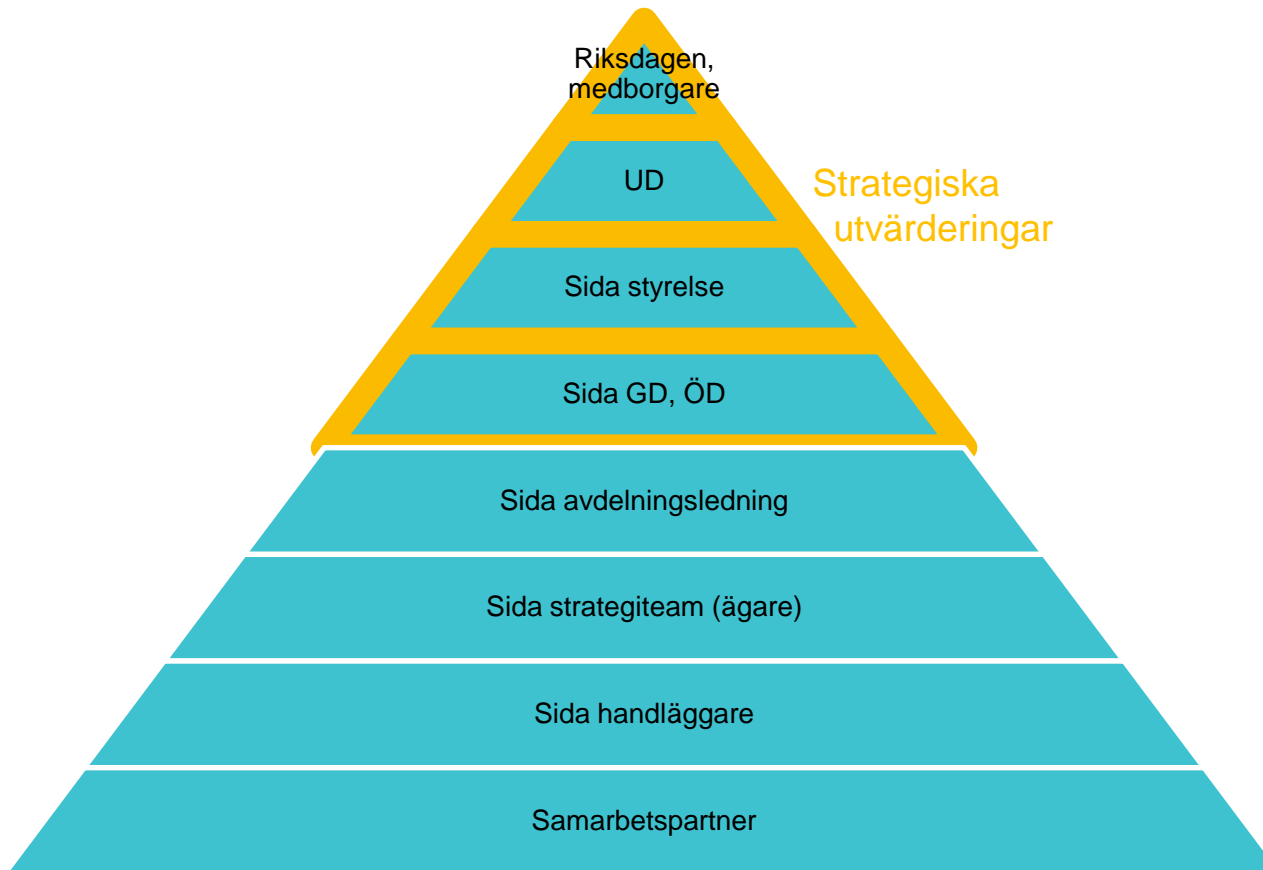 Riksdagen,
medborgare
UD
Strategiska
utvärderingar
Sida styrelse
Sida GD, ÖD
Sida avdelningsledning
Sida strategiteam (ägare)
Sida handläggare
Samarbetspartner